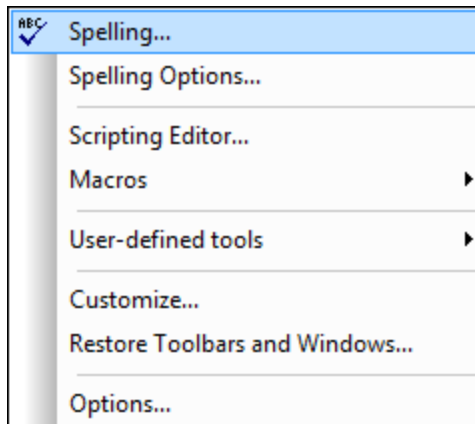 ABC
Spelling...
Spelling Options...
Scripting Editor...
Macros
User-defined tools
Customize...
Restore Toolbars and Windows...
Options...